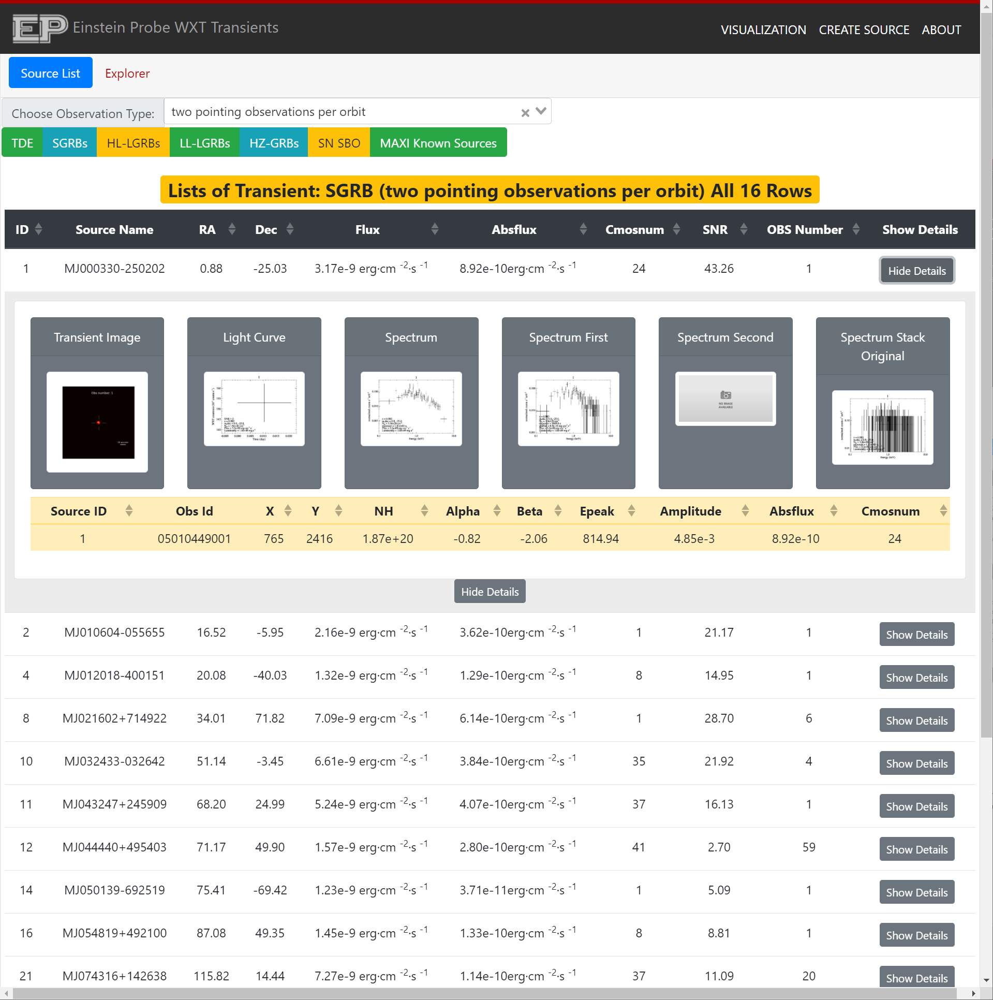 EP Einstein Probe WXT Transients
VISUALIZATION CREATE SOURCE ABOUT
Source List Explorer
Choose Observation Type: two pointing observations per orbit
TDE SGRBs HL-LGRBs LL-LGRBs HZ-GRBs SN SBO MAXI Known Sources
Lists of Transient: SGRB (two pointing observations per orbit) All 16 Rows
ID Source Name RA Dec Flux Absflux Cmosnum SNR OBS Number Show Details
1 MJ000330-250202 0.88 -25.03 3.17e-9 erg·cm -2·s -1 8.92e-10erg·cm -2·s -1 24 43.26 1 Hide Details
Transient Image Light Curve Spectrum Spectrum First Spectrum Second Spectrum Stack Original
Obs number: 1
NO IMAGE
AVAILABLE
Source ID Obs Id X Y NH Alpha Beta Epeak Amplitude Absflux Cmosnum
1 05010449001 765 2416 1.87e+20 -0.82 -2.06 814.94 4.85e-3 8.92e-10 24
Hide Details
2 MJ010604-055655 16.52 -5.95 2.16e-9 erg·cm -2·s -1 3.62e-10erg·cm -2·s -1 1 21.17 1 Show Details
4 MJ012018-400151 20.08 -40.03 1.32e-9 erg·cm -2·s -1 1.29e-10erg·cm -2·s -1 8 14.95 1 Show Details
8 MJ021602+714922 34.01 71.82 7.09e-9 erg·cm -2·s -1 6.14e-10erg·cm -2·s -1 1 28.70 6 Show Details
10 MJ032433-032642 51.14 -3.45 6.61e-9 erg·cm -2·s -1 3.84e-10erg·cm -2·s -1 35 21.92 4 Show Details
11 MJ043247+245909 68.20 24.99 5.24e-9 erg·cm -2·s -1 4.07e-10erg·cm -2·s -1 37 16.13 1 Show Details
12 MJ044440+495403 71.17 49.90 1.57e-9 erg·cm -2·s -1 2.80e-10erg·cm -2·s -1 41 2.70 59 Show Details
14 MJ050139-692519 75.41 -69.42 1.23e-9 erg·cm -2·s -1 3.71e-11erg·cm -2·s -1 1 5.09 1 Show Details
16 MJ054819+492100 87.08 49.35 1.45e-9 erg·cm -2·s -1 1.33e-10erg·cm -2·s -1 8 8.81 1 Show Details
21 MJ074316+142638 115.82 14.44 7.27e-9 erg·cm -2·s -1 1.14e-10erg·cm -2·s -1 37 11.09 20 Show Details